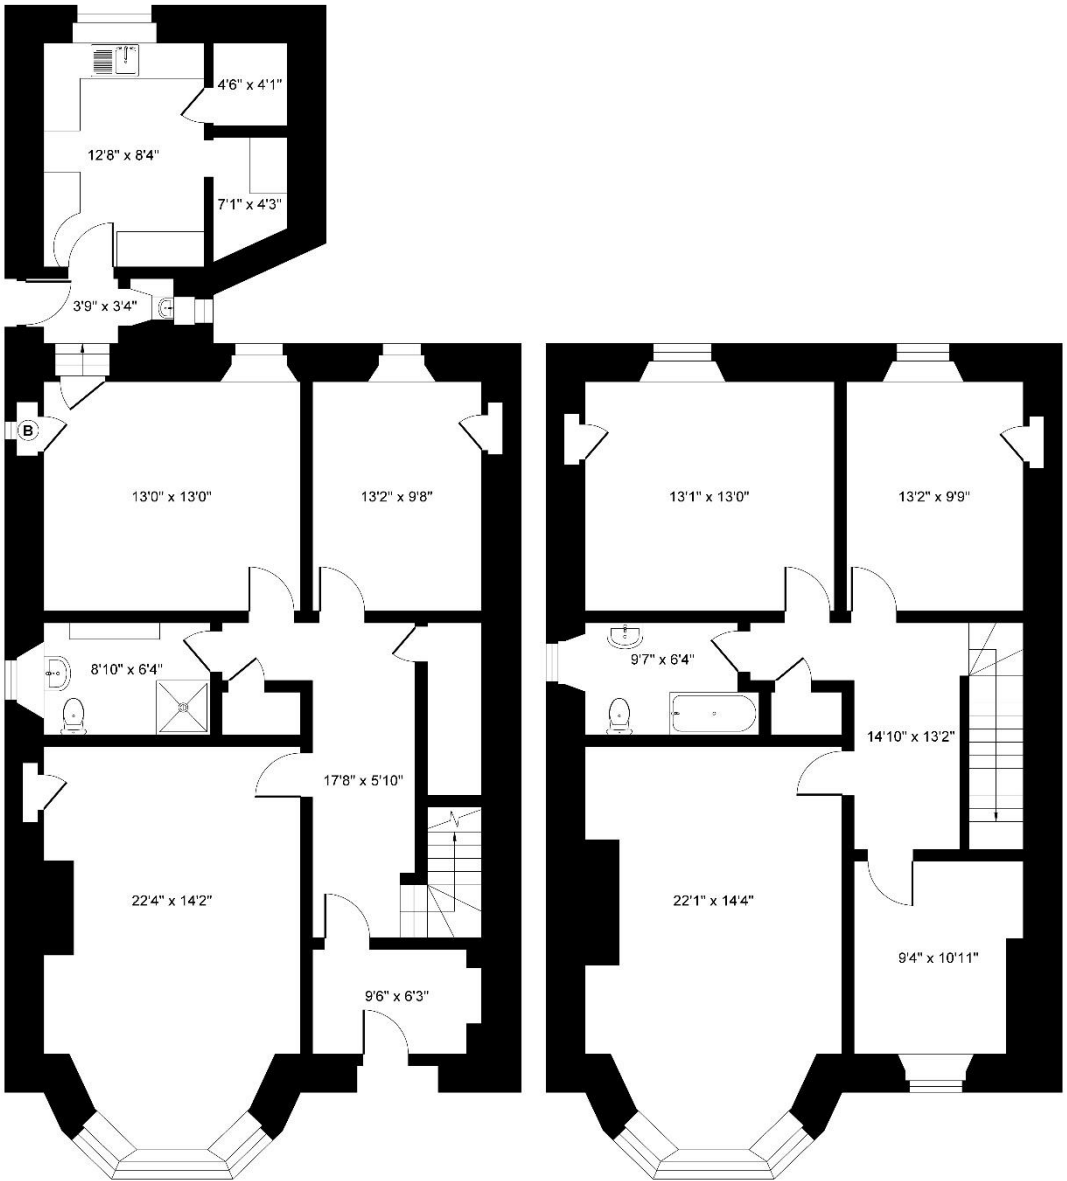 4'6" x 4'1"
12'8" x 8'4"
7'1" x 4'3"
3'9" x 3'4"
B
13'0" x 13'0"
13'2" x 9'8"
13'1" x 13'0"
13'2" x 9'9"
8'10" x 6'4"
9'7" x 6'4"
17'8" x 5'10"
14'10" x 13'2"
22'4" x 14'2"
22'1" x 14'4"
9'6" x 6'3"
9'4" x 10'11"